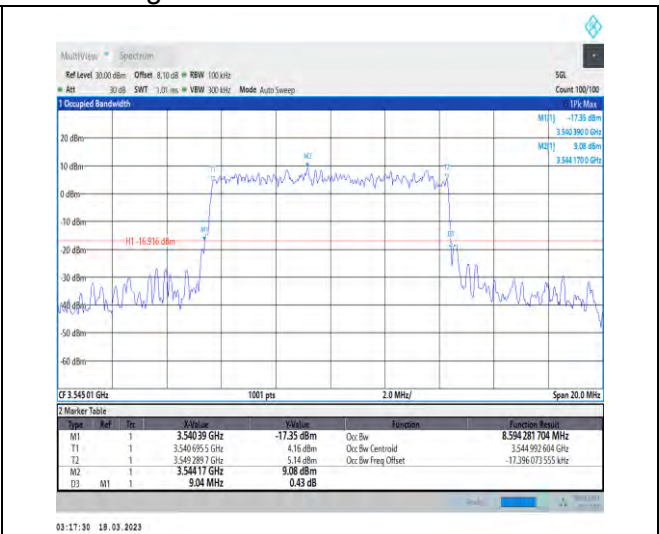 MultiView Spectrum
Ref Level 30.00 dBm Offset 8.10 dB RBW 100 kHz SGL
Att 30 dB SWT 1.01 ms VBW 300 kHz Mode Auto Sweep Count 100/100
1 Occupied Bandwidth 1Pk Max
M1[1] -17.35 dBm
3.540 390 0 GHz
20 dBm
M2[1] 9.08 dBm
3.544 170 0 GHz
M2
10 dBm
T1 T2
0 dBm
-10 dBm
M1
D3
H1 -16.916 dBm
-20 dBm
-30 dBm
-40 dBm
-50 dBm
-60 dBm
CF 3.545 01 GHz 1001 pts 2.0 MHz/ Span 20.0 MHz
2 Marker Table
Type Ref Trc X-Value Y-Value Function Function Result
M1 1 3.540 39 GHz -17.35 dBm Occ Bw 8.594 281 704 MHz
T1 1 3.540 695 5 GHz 4.16 dBm Occ Bw Centroid 3.544 992 604 GHz
T2 1 3.549 289 7 GHz 5.14 dBm Occ Bw Freq Offset -17.396 073 555 kHz
M2 1 3.544 17 GHz 9.08 dBm
D3 M1 1 9.04 MHz 0.43 dB
03:17:30 18.03.2023